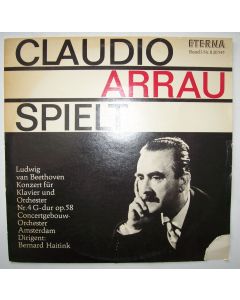 CLAUDIO
ETERNA
ARRAU
SPIELT
Ludwig
van Beethoven
Konzert für
Klavier und
Orchester
Nr.4 G-dur op.58
Concertgebouw-
Orchester
Amsterdam
Dirigent:
Bernard Haitink